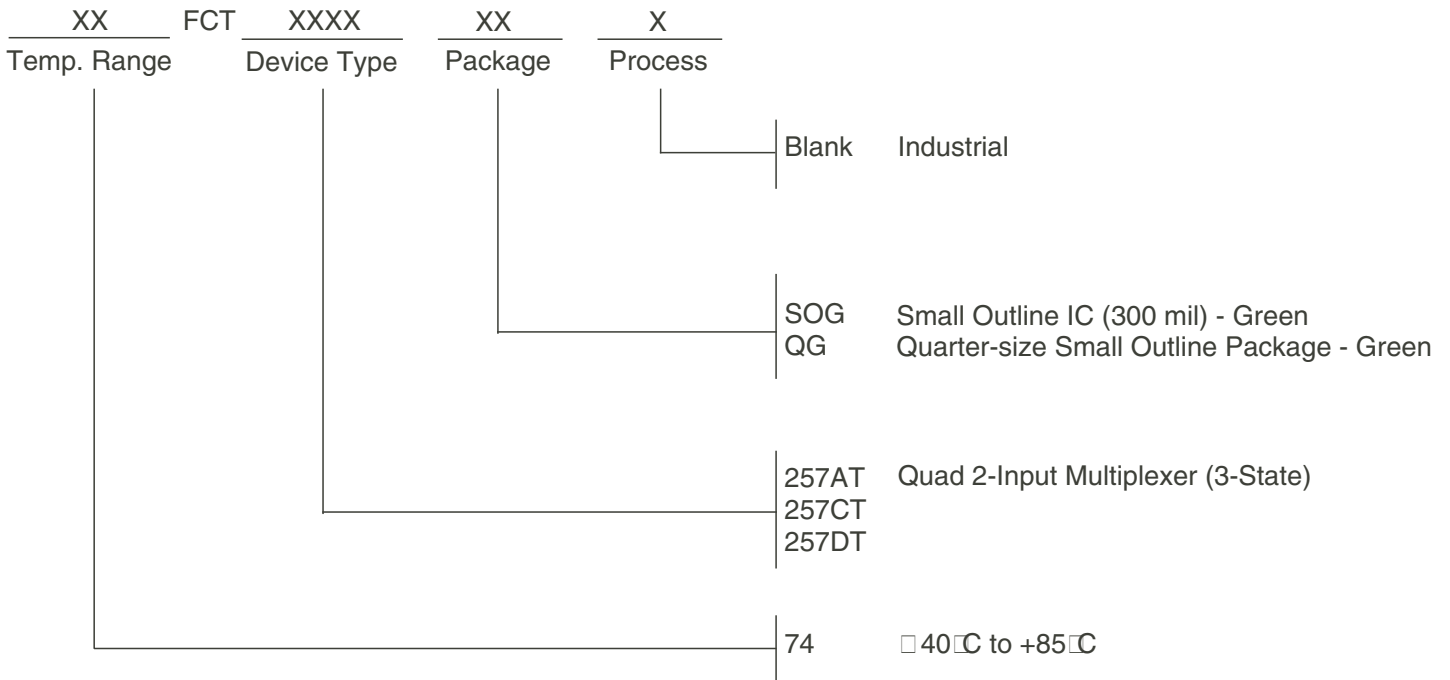 XX FCT XXXX XX X
Temp. Range Device Type Package Process
Blank Industrial
SOG Small Outline IC (300 mil) - Green
QG Quarter-size Small Outline Package - Green
257AT Quad 2-Input Multiplexer (3-State)
257CT
257DT
74 □40□C to +85□C